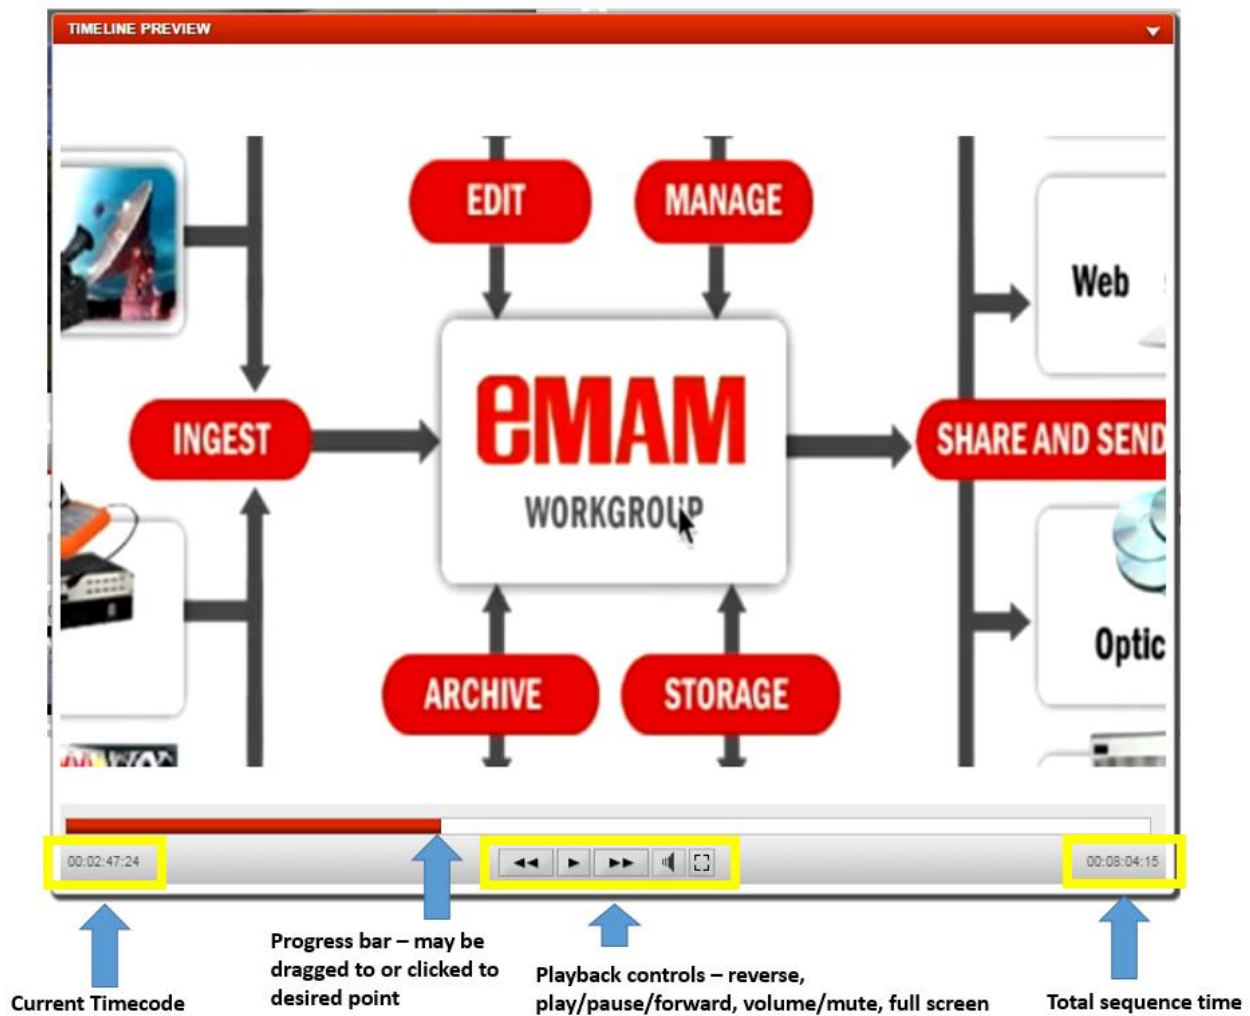 TIMELINE PREVIEW
EDIT
MANAGE
Web
INGEST
eMAM
WORKGROUP
SHARE AND SEND
Optic
ARCHIVE
STORAGE
00:02:47:24
00:08:04:15
Current Timecode
Progress bar – may be
dragged to or clicked to
desired point
Playback controls – reverse,
play/pause/forward, volume/mute, full screen
Total sequence time